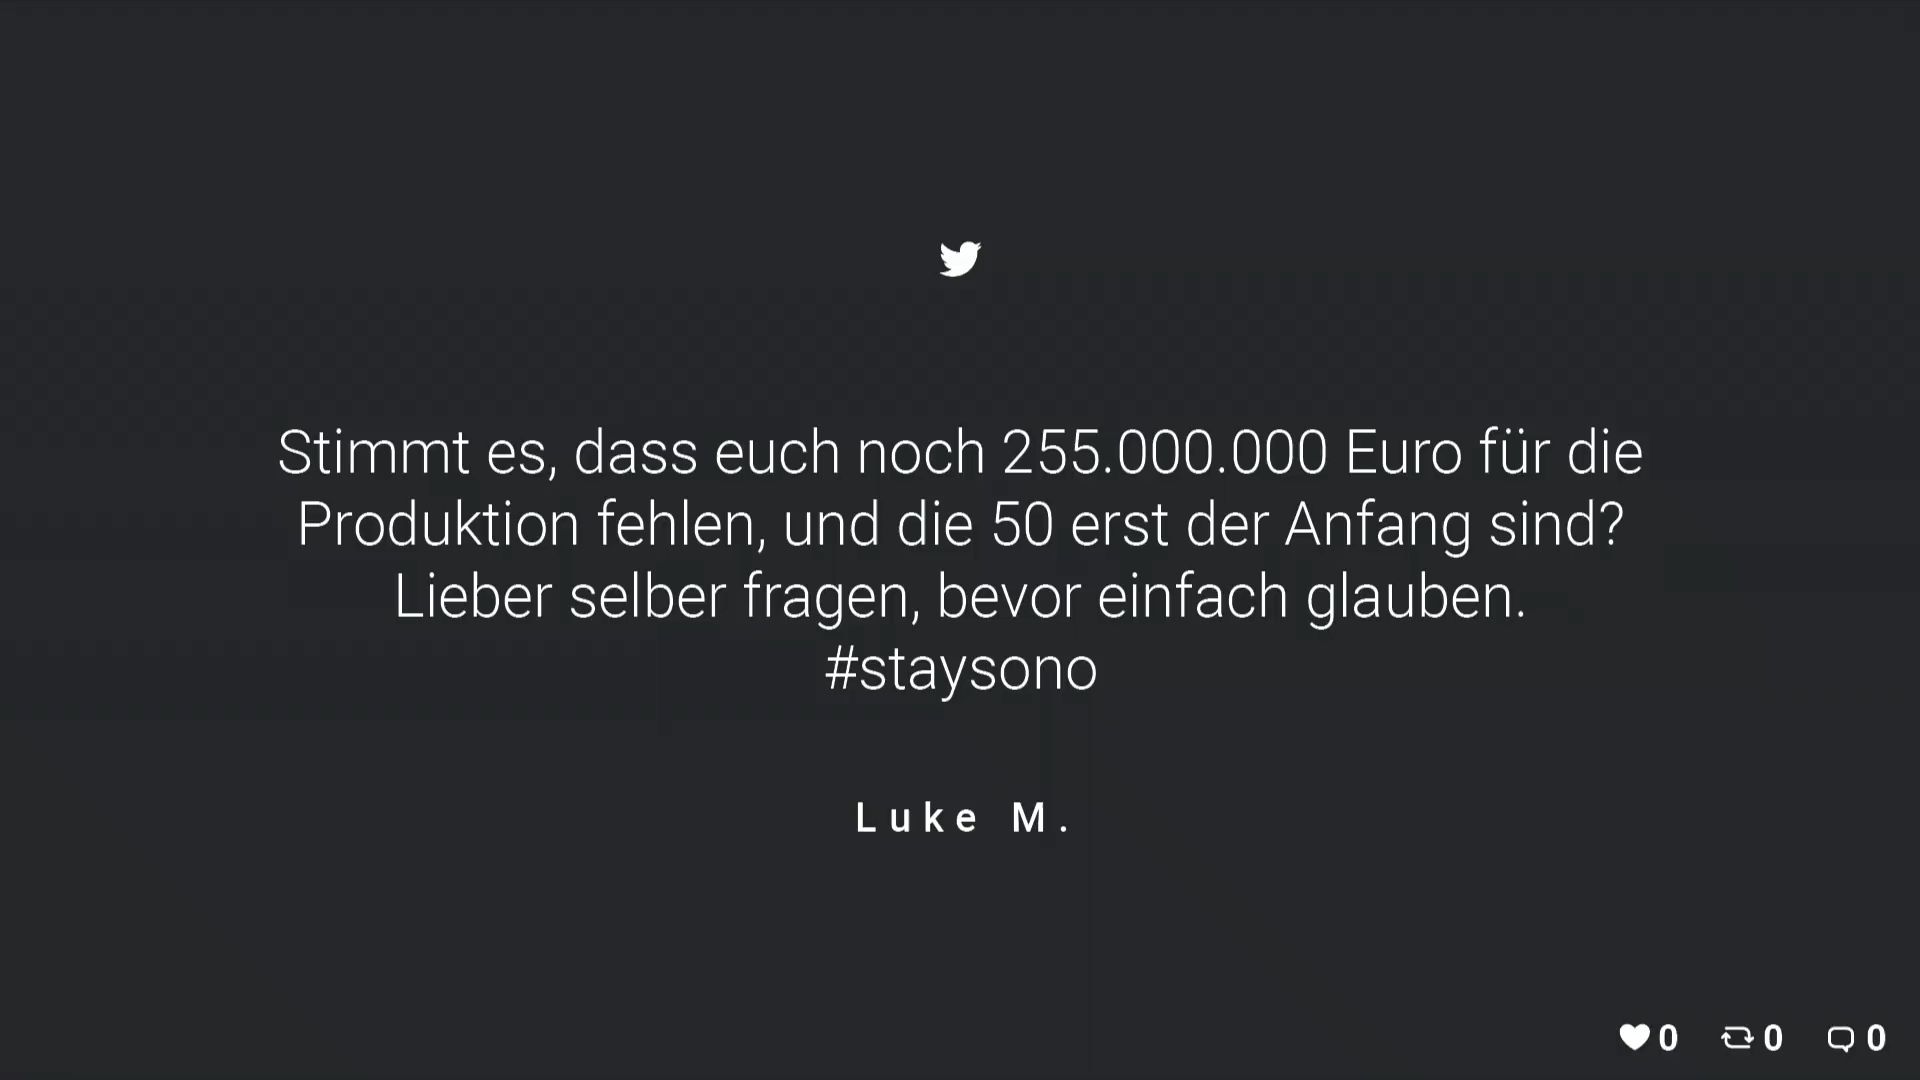 Stimmt es, dass euch noch 255.000.000 Euro für die
Produktion fehlen, und die 50 erst der Anfang sind?
Lieber selber fragen, bevor einfach glauben.
#staysono
Luke M.
0 0 0